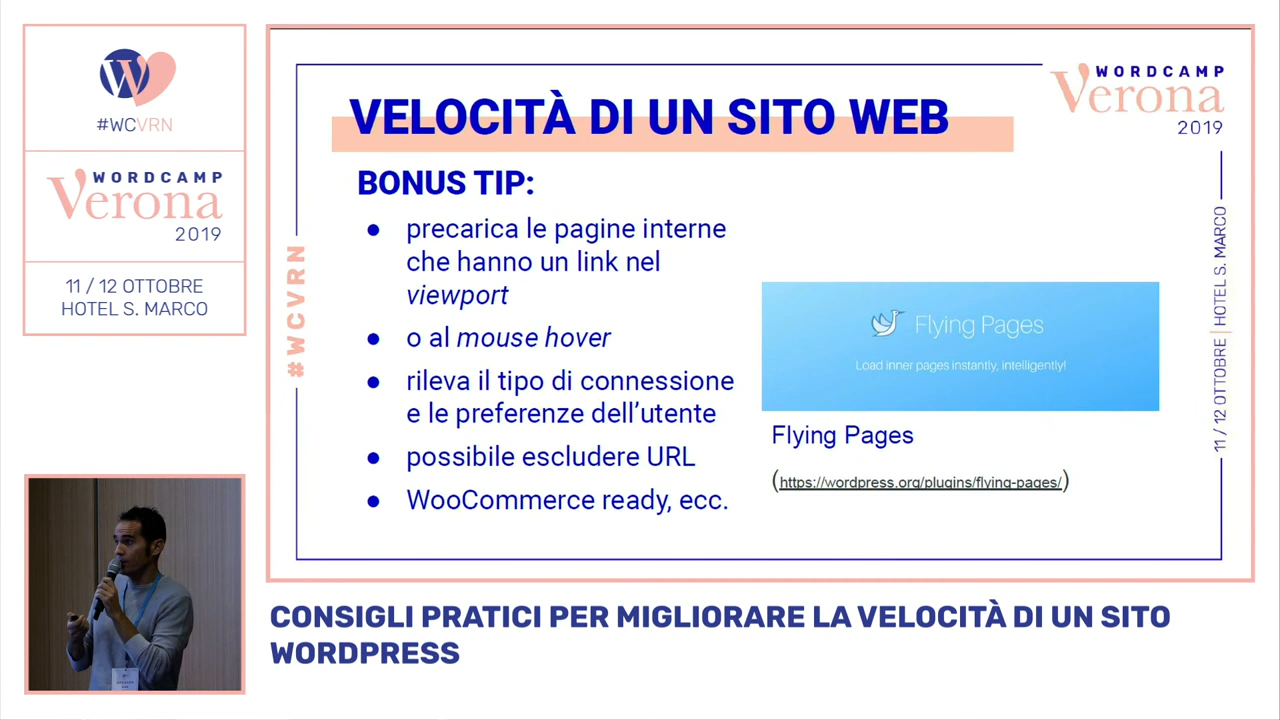 #WCVRN
WORDCAMP
Verona
2019
11 / 12 OTTOBRE
HOTEL S. MARCO
VELOCITÀ DI UN SITO WEB
WORDCAMP
Verona
2019
BONUS TIP:
● precarica le pagine interne
che hanno un link nel
viewport
● o al mouse hover
● rileva il tipo di connessione
e le preferenze dell'utente
● possibile escludere URL
● WooCommerce ready, ecc.
#WCVRN
Flying Pages
Load inner pages instantly, intelligently!
Flying Pages
(https://wordpress.org/plugins/flying-pages/)
11 / 12 OTTOBRE | HOTEL S. MARCO
CONSIGLI PRATICI PER MIGLIORARE LA VELOCITÀ DI UN SITO
WORDPRESS